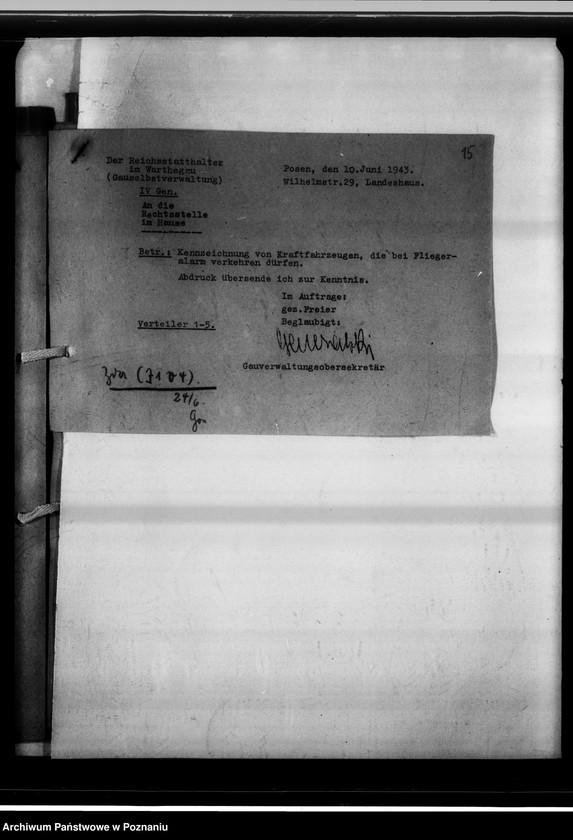 15
Der Reichsstatthalter
im Warthegau
(Gauselbstverwaltung)
IV Gen.
Posen, den 10.Juni 1943.
Wilhelmstr.29, Landeshaus.
An die
Rechtsstelle
im Hause
Betr.: Kennzeichnung von Kraftfahrzeugen, die bei Flieger-
alarm verkehren dürfen.
Abdruck übersende ich zur Kenntnis.
Im Auftrage:
gez.Freier
Beglaubigt:
Verteiler 1-5.
Gauverwaltungsobersekretär
24/6
Archiwum Państwowe w Poznaniu